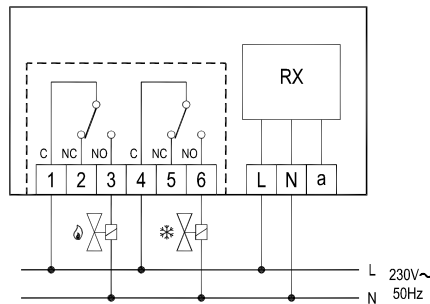 RX
C NC NO C NC NO
1 2 3 4 5 6 L N a
L 230V~
N 50Hz